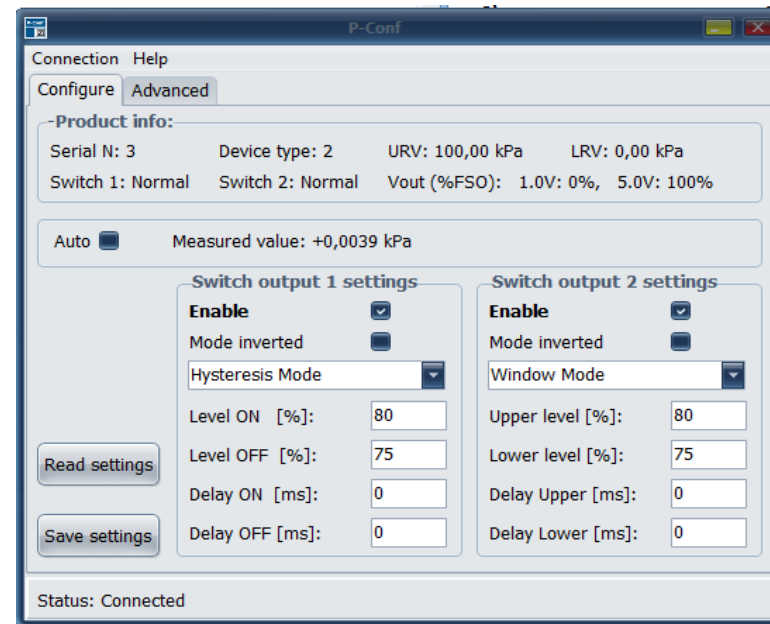 P-Conf
Connection Help
Configure Advanced
-Product info:
Serial N: 3 Device type: 2 URV: 100,00 kPa LRV: 0,00 kPa
Switch 1: Normal Switch 2: Normal Vout (%FSO): 1.0V: 0%, 5.0V: 100%
Auto Measured value: +0,0039 kPa
Switch output 1 settings
Enable
Mode inverted
Hysteresis Mode
Level ON [%]: 80
Level OFF [%]: 75
Delay ON [ms]: 0
Delay OFF [ms]: 0
Switch output 2 settings
Enable
Mode inverted
Window Mode
Upper level [%]: 80
Lower level [%]: 75
Delay Upper [ms]: 0
Delay Lower [ms]: 0
Read settings
Save settings
Status: Connected